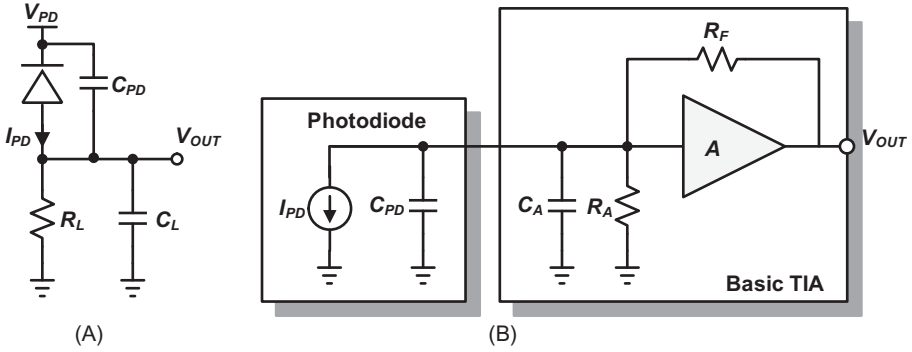 V_PD
C_PD
I_PD
V_OUT
R_L
C_L
(A)
Photodiode
I_PD
C_PD
R_F
A
V_OUT
C_A
R_A
Basic TIA
(B)